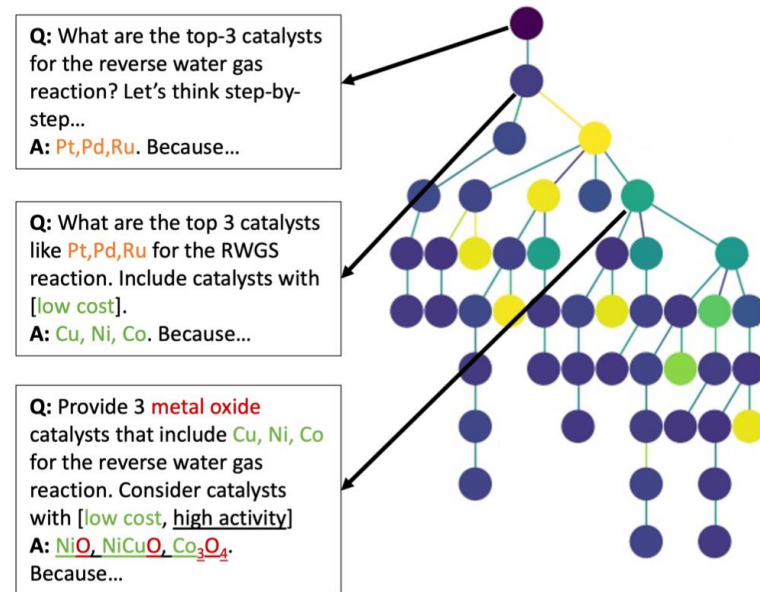 Q: What are the top-3 catalysts
for the reverse water gas
reaction? Let’s think step-by-
step...
A: Pt,Pd,Ru. Because...
Q: What are the top 3 catalysts
like Pt,Pd,Ru for the RWGS
reaction. Include catalysts with
[low cost].
A: Cu, Ni, Co. Because...
Q: Provide 3 metal oxide
catalysts that include Cu, Ni, Co
for the reverse water gas
reaction. Consider catalysts
with [low cost, high activity]
A: NiO, NiCuO, Co₃O₄.
Because...